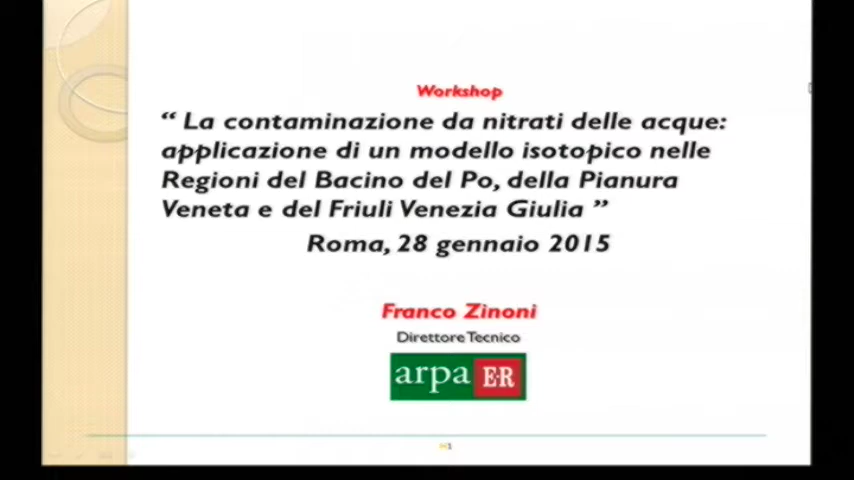 Workshop
“ La contaminazione da nitrati delle acque:
applicazione di un modello isotopico nelle
Regioni del Bacino del Po, della Pianura
Veneta e del Friuli Venezia Giulia ”
Roma, 28 gennaio 2015
Franco Zinoni
Direttore Tecnico
arpa E-R